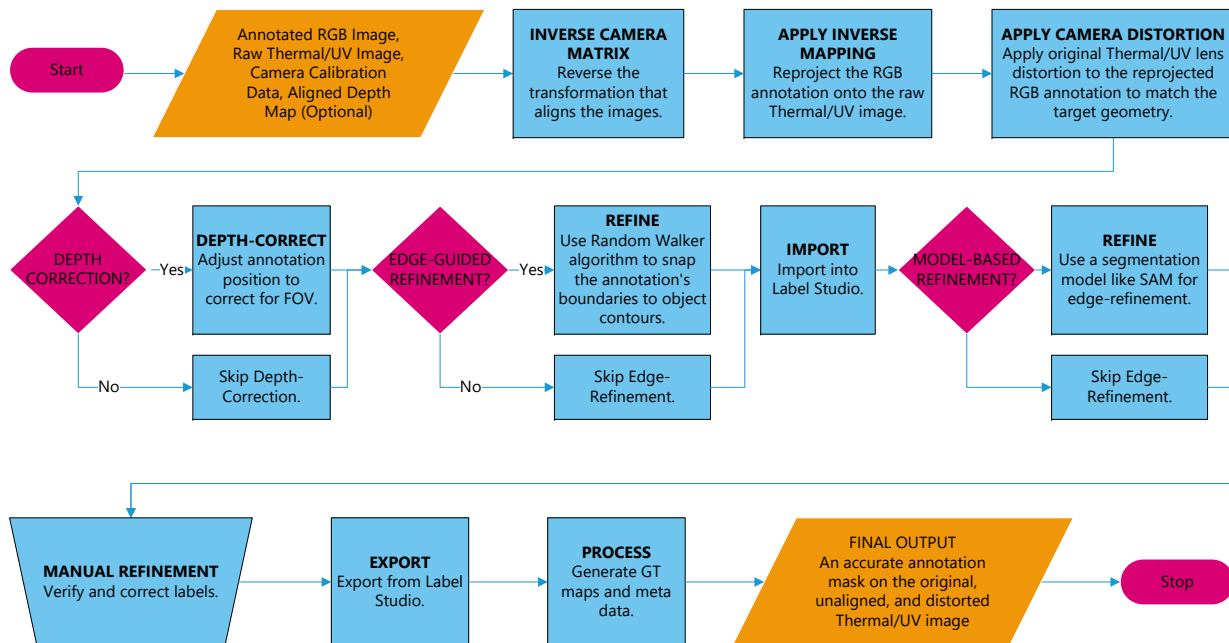 Start
Annotated RGB Image,
Raw Thermal/UV Image,
Camera Calibration
Data, Aligned Depth
Map (Optional)
INVERSE CAMERA
MATRIX
Reverse the
transformation that
aligns the images.
APPLY INVERSE
MAPPING
Reproject the RGB
annotation onto the raw
Thermal/UV image.
APPLY CAMERA DISTORTION
Apply original Thermal/UV lens
distortion to the reprojected
RGB annotation to match the
target geometry.
DEPTH
CORRECTION?
Yes
No
DEPTH-CORRECT
Adjust annotation
position to
correct for FOV.
Skip Depth-
Correction.
EDGE-GUIDED
REFINEMENT?
Yes
No
REFINE
Use Random Walker
algorithm to snap
the annotation's
boundaries to object
contours.
Skip Edge-
Refinement.
IMPORT
Import into
Label Studio.
MODEL-BASED
REFINEMENT?
REFINE
Use a segmentation
model like SAM for
edge-refinement.
Skip Edge-
Refinement.
MANUAL REFINEMENT
Verify and correct labels.
EXPORT
Export from Label
Studio.
PROCESS
Generate GT
maps and meta
data.
FINAL OUTPUT
An accurate annotation
mask on the original,
unaligned, and distorted
Thermal/UV image
Stop